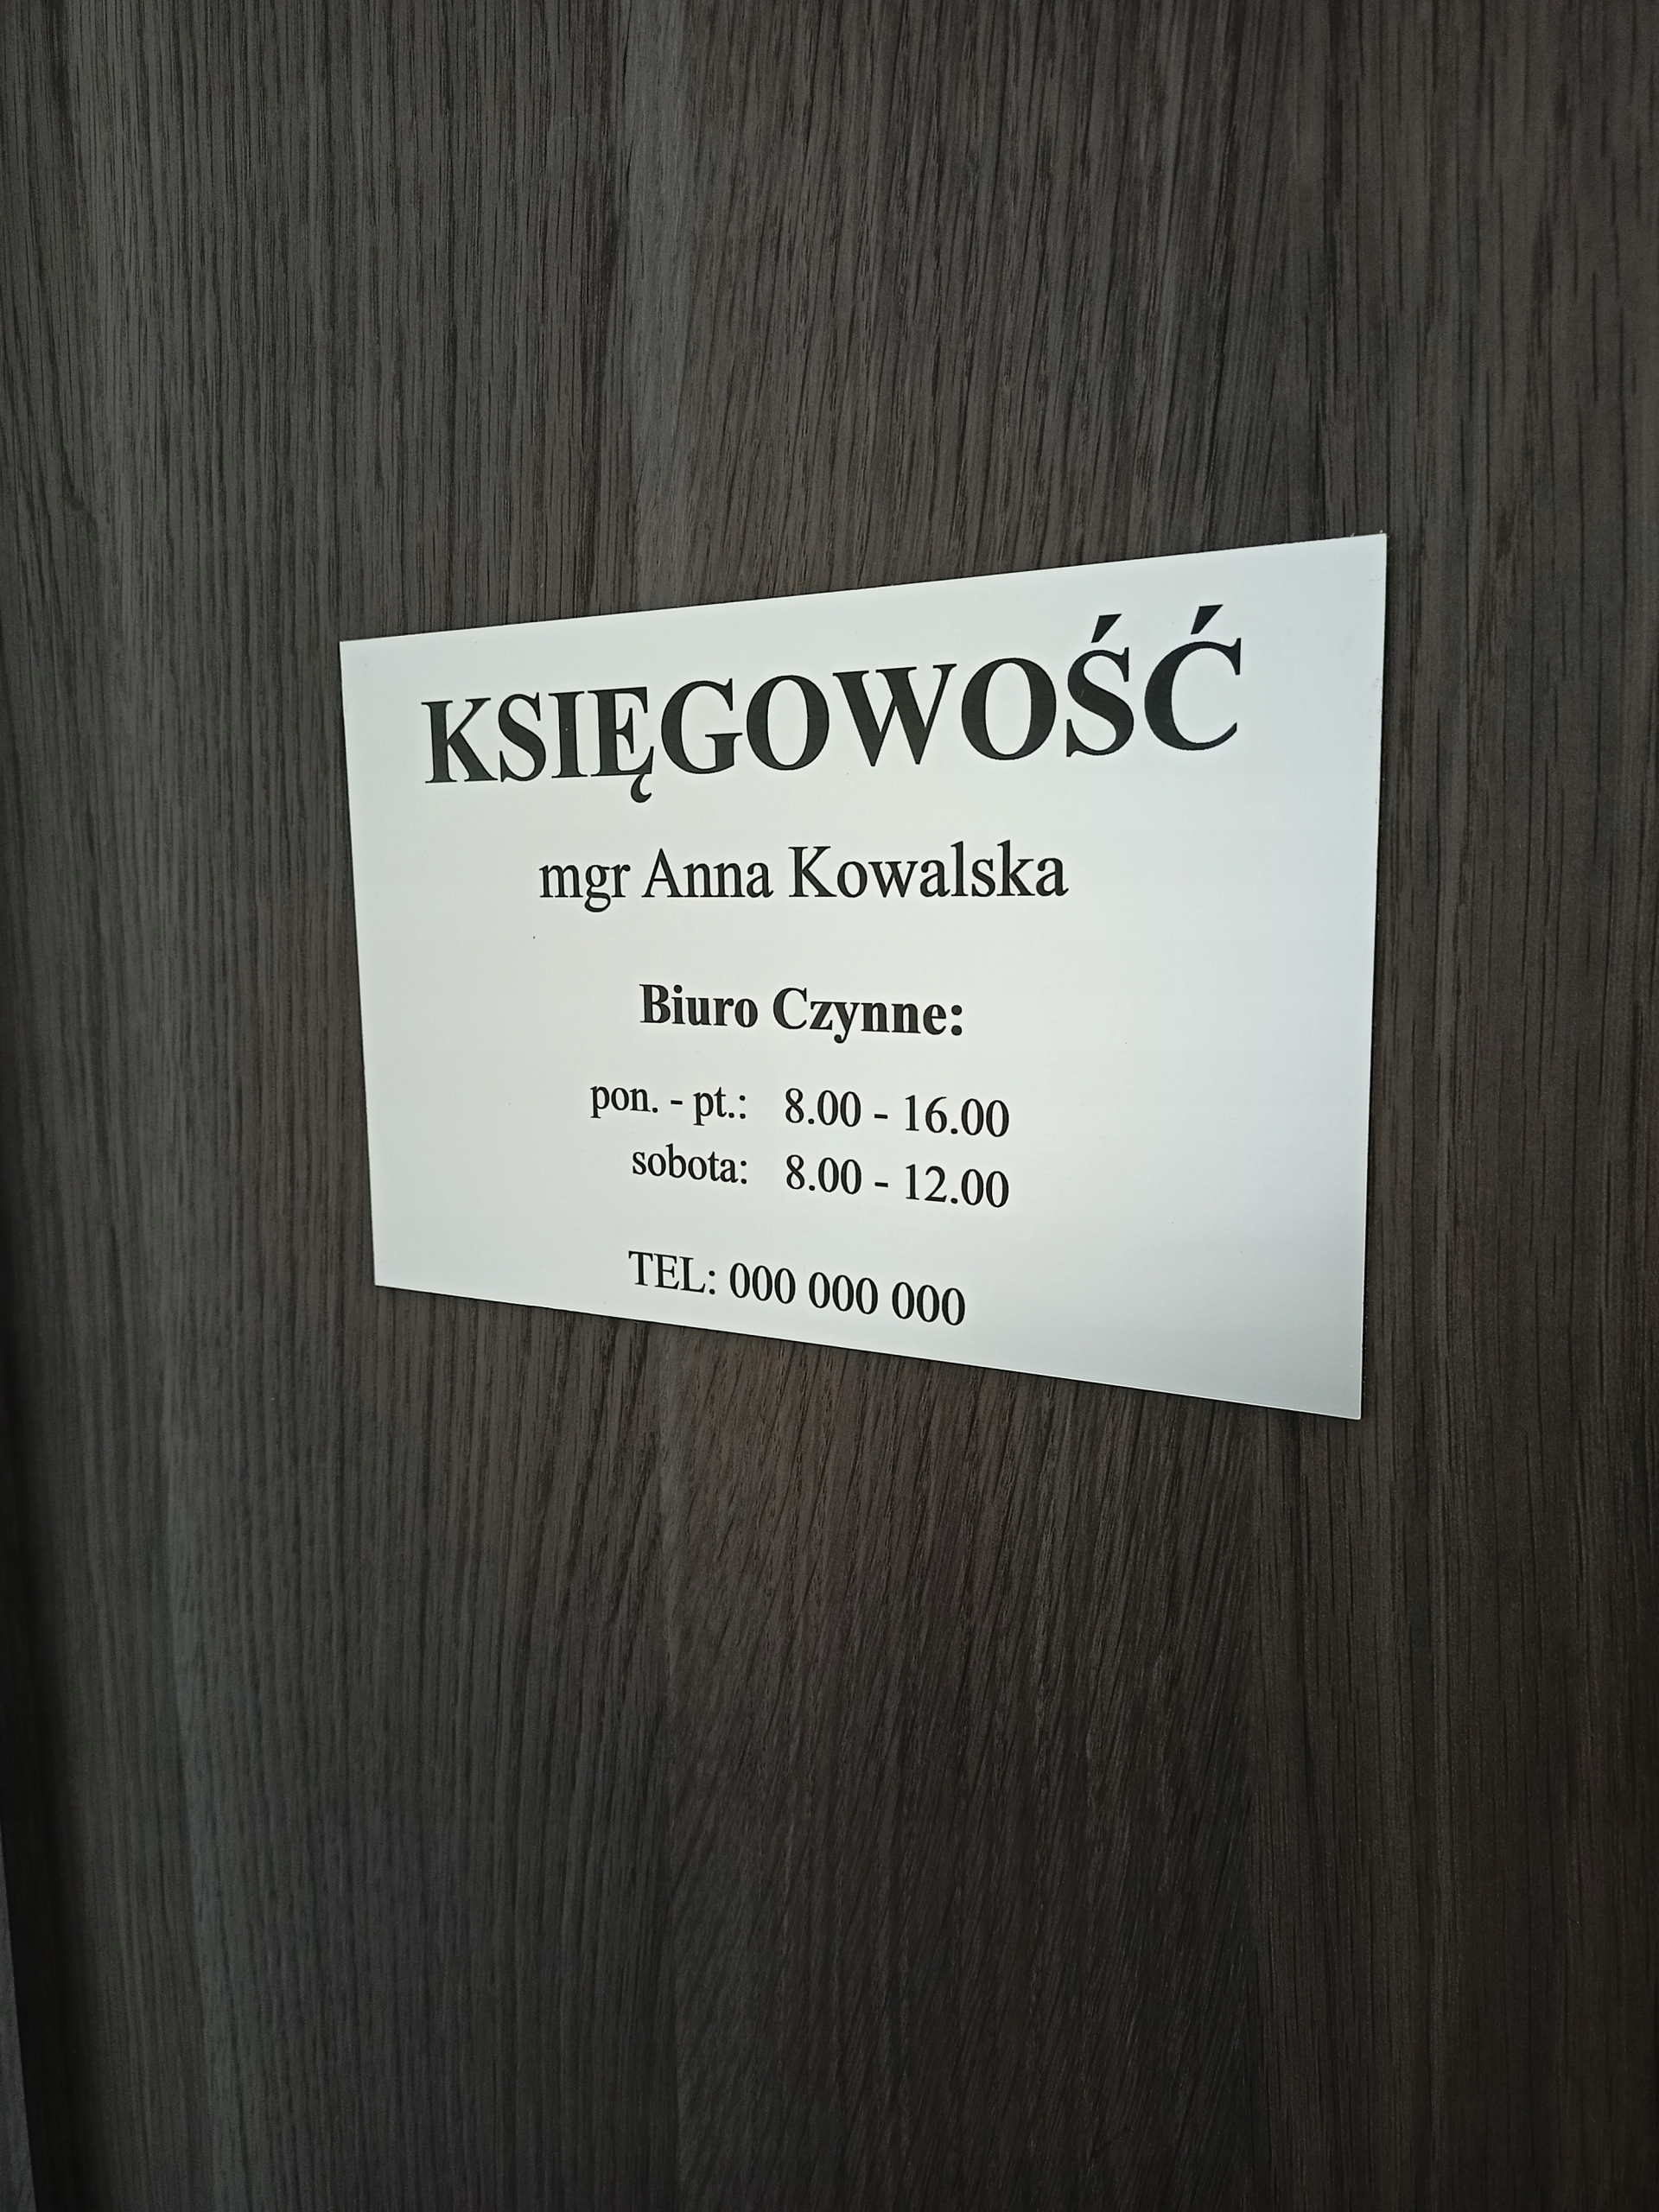 KSIĘGOWOŚĆ
mgr Anna Kowalska
Biuro Czynne:
pon. - pt.: 8.00 - 16.00
sobota: 8.00 - 12.00
TEL: 000 000 000